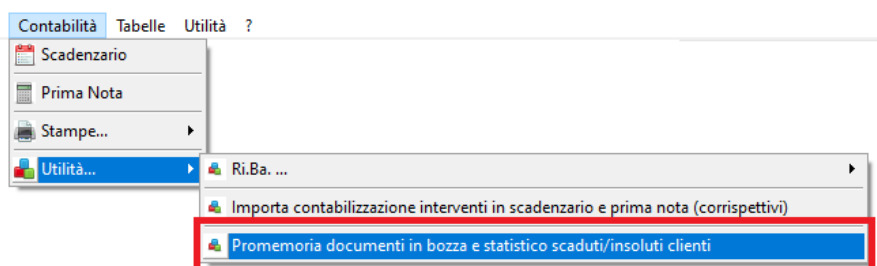 Contabilità Tabelle Utilità ?
Scadenzario
Prima Nota
Stampe...
Utilità...
Ri.Ba. ...
Importa contabilizzazione interventi in scadenzario e prima nota (corrispettivi)
Promemoria documenti in bozza e statistico scaduti/insoluti clienti